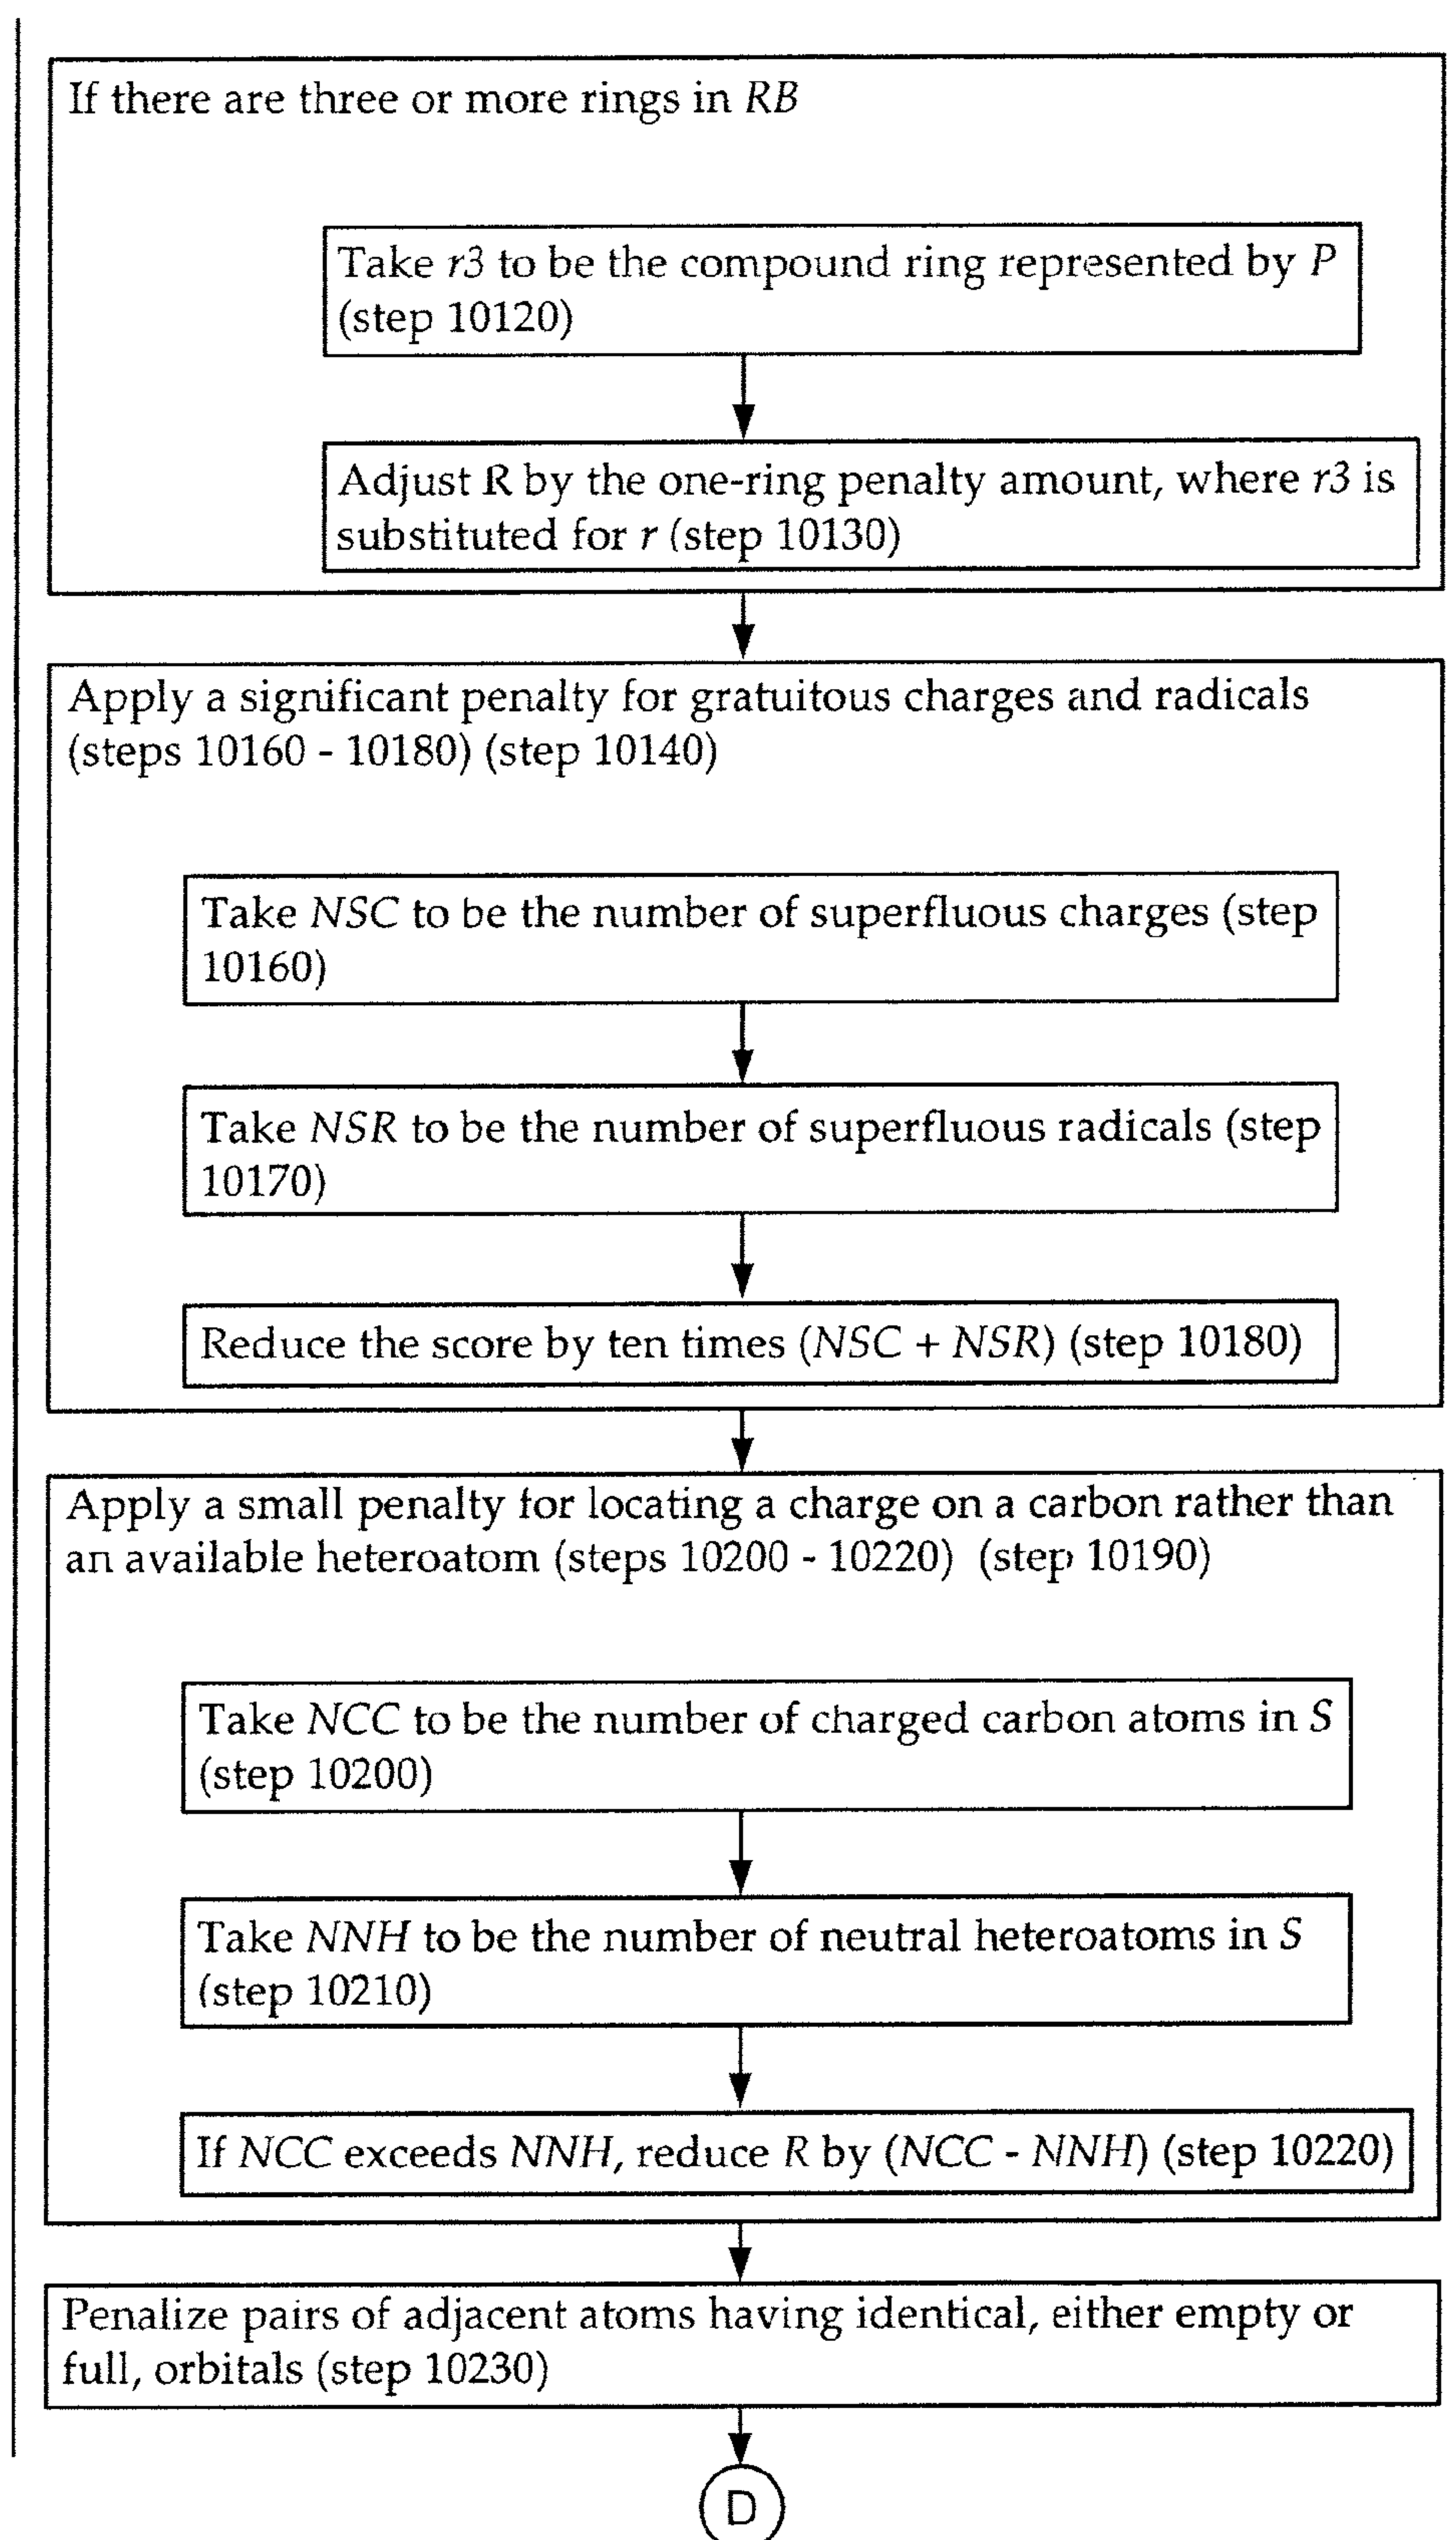 If there are three or more rings in RB
Take r3 to be the compound ring represented by P
(step 10120)
Adjust R by the one-ring penalty amount, where r3 is
substituted for r (step 10130)
Apply a significant penalty for gratuitous charges and radicals
(steps 10160 - 10180) (step 10140)
Take NSC to be the number of superfluous charges (step
10160)
Take NSR to be the number of superfluous radicals (step
10170)
Reduce the score by ten times (NSC + NSR) (step 10180)
Apply a small penalty for locating a charge on a carbon rather than
an available heteroatom (steps 10200 - 10220) (step 10190)
Take NCC to be the number of charged carbon atoms in S
(step 10200)
Take NNH to be the number of neutral heteroatoms in S
(step 10210)
If NCC exceeds NNH, reduce R by (NCC - NNH) (step 10220)
Penalize pairs of adjacent atoms having identical, either empty or
full, orbitals (step 10230)
D